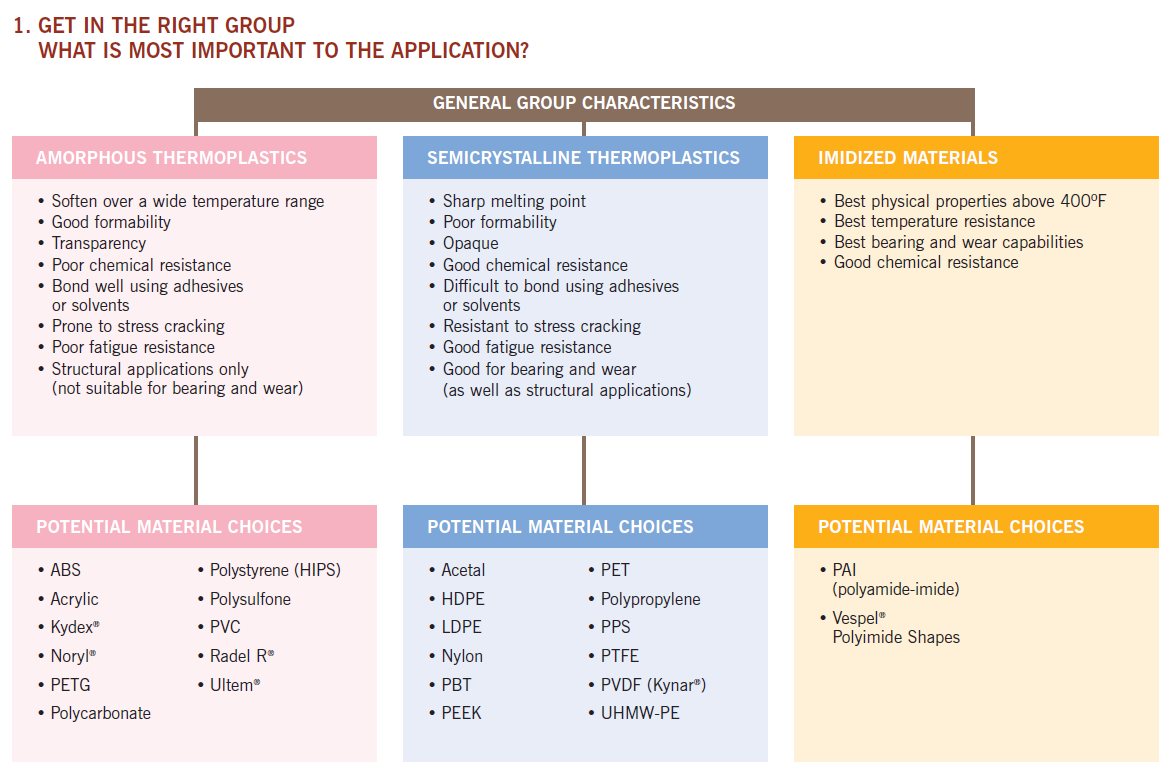 1. GET IN THE RIGHT GROUP
WHAT IS MOST IMPORTANT TO THE APPLICATION?
GENERAL GROUP CHARACTERISTICS
AMORPHOUS THERMOPLASTICS
• Soften over a wide temperature range
• Good formability
• Transparency
• Poor chemical resistance
• Bond well using adhesives
or solvents
• Prone to stress cracking
• Poor fatigue resistance
• Structural applications only
(not suitable for bearing and wear)
SEMICRYSTALLINE THERMOPLASTICS
• Sharp melting point
• Poor formability
• Opaque
• Good chemical resistance
• Difficult to bond using adhesives
or solvents
• Resistant to stress cracking
• Good fatigue resistance
• Good for bearing and wear
(as well as structural applications)
IMIDIZED MATERIALS
• Best physical properties above 400ºF
• Best temperature resistance
• Best bearing and wear capabilities
• Good chemical resistance
POTENTIAL MATERIAL CHOICES
• ABS
• Acrylic
• Kydex®
• Noryl®
• PETG
• Polycarbonate
• Polystyrene (HIPS)
• Polysulfone
• PVC
• Radel R®
• Ultem®
POTENTIAL MATERIAL CHOICES
• Acetal
• HDPE
• LDPE
• Nylon
• PBT
• PEEK
• PET
• Polypropylene
• PPS
• PTFE
• PVDF (Kynar®)
• UHMW-PE
POTENTIAL MATERIAL CHOICES
• PAI
(polyamide-imide)
• Vespel®
Polyimide Shapes